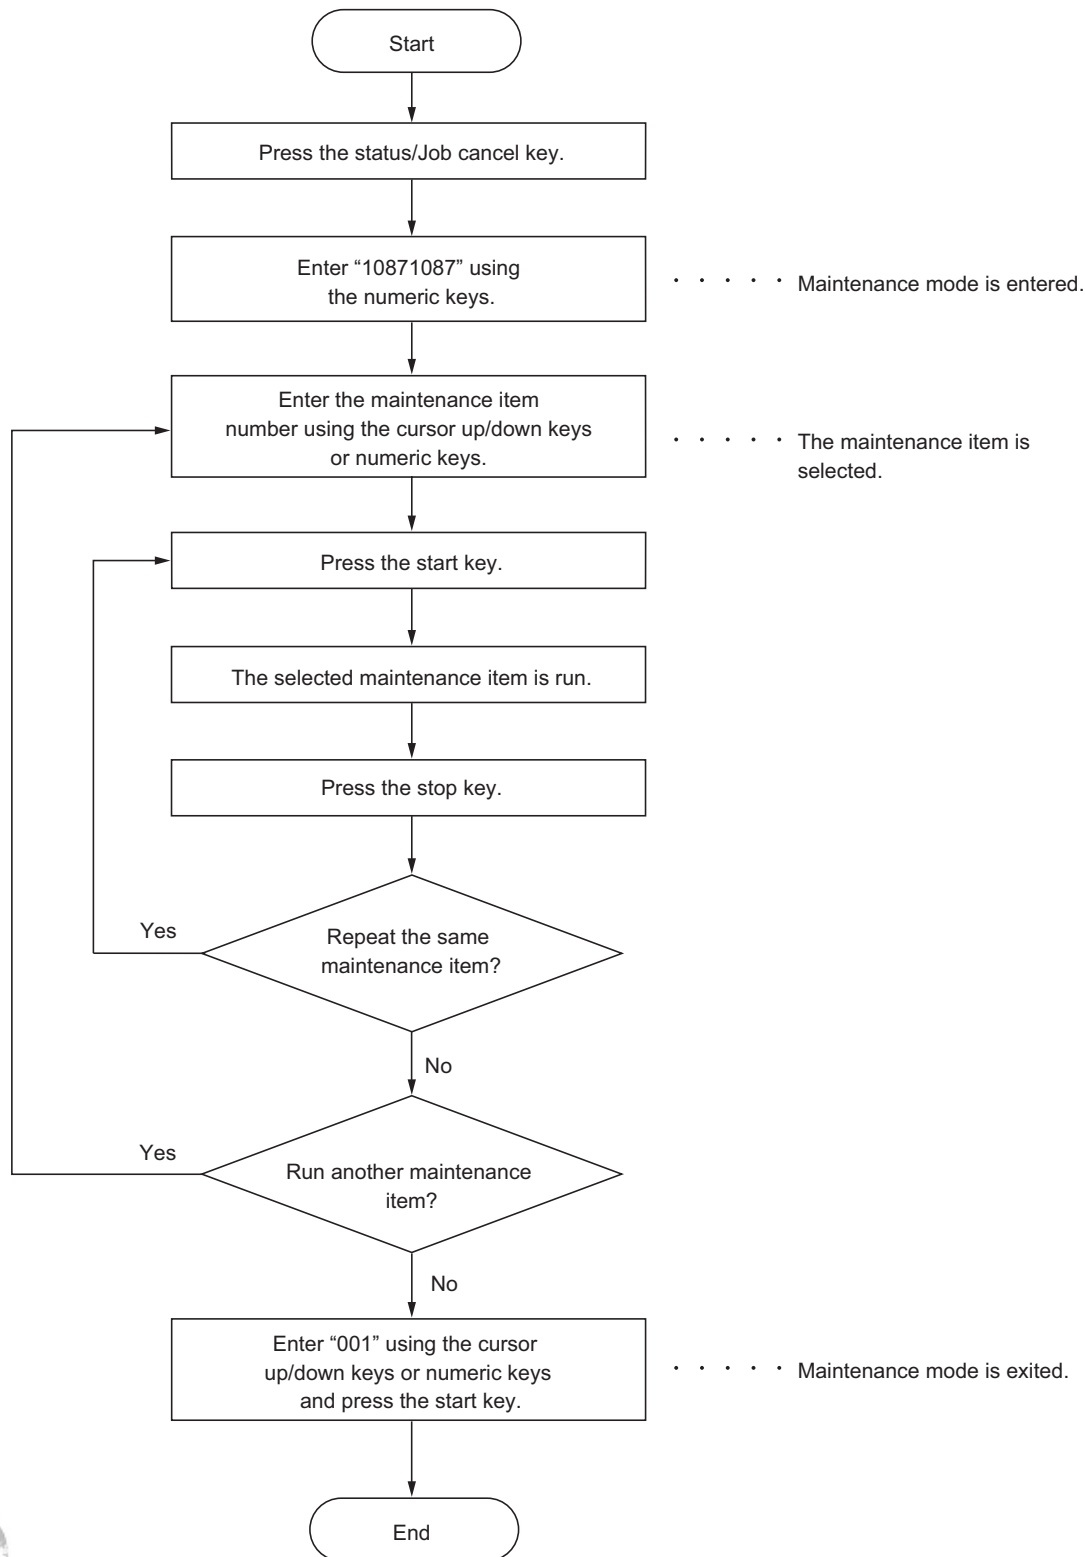 Start
Press the status/Job cancel key.
Enter “10871087” using
the numeric keys.
Maintenance mode is entered.
Enter the maintenance item
number using the cursor up/down keys
or numeric keys.
The maintenance item is
selected.
Press the start key.
The selected maintenance item is run.
Press the stop key.
Yes
Repeat the same
maintenance item?
No
Yes
Run another maintenance
item?
No
Enter “001” using the cursor
up/down keys or numeric keys
and press the start key.
Maintenance mode is exited.
End